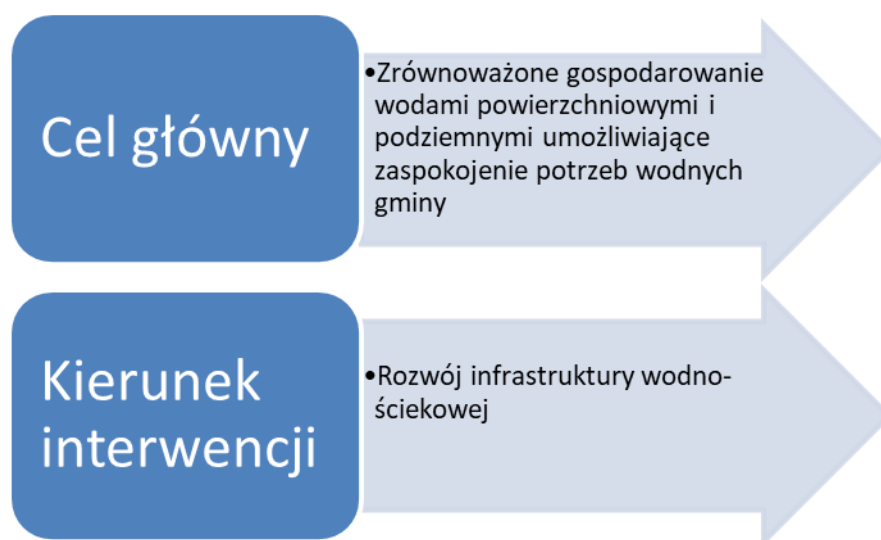 Cel główny
•Zrównoważone gospodarowanie
wodami powierzchniowymi i
podziemnymi umożliwiające
zaspokojenie potrzeb wodnych
gminy
Kierunek
interwencji
•Rozwój infrastruktury wodno-
ściekowej